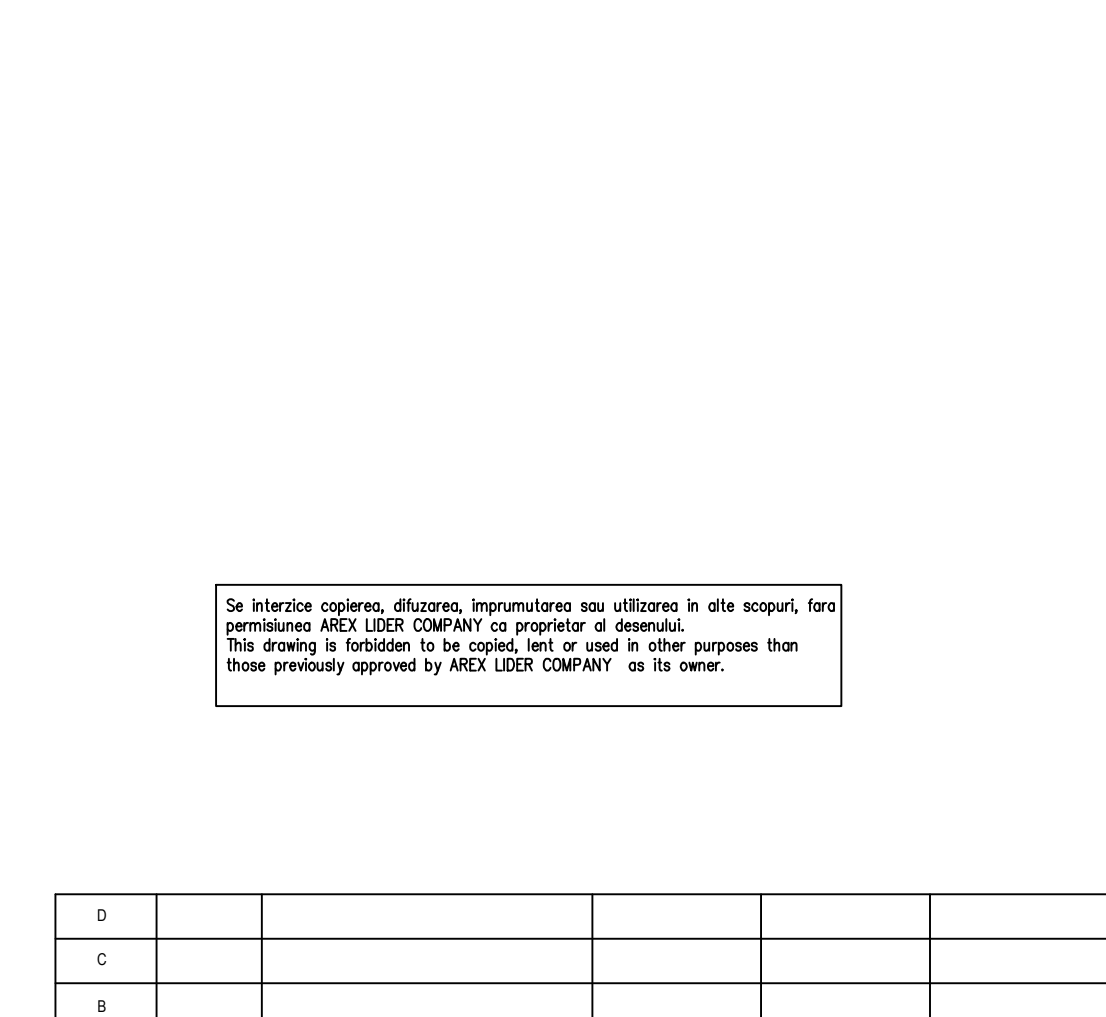 Se interzice copierea, difuzarea, imprumutarea sau utilizarea in alte scopuri, fara
permisiunea AREX LIDER COMPANY ca proprietar al desenului.
This drawing is forbidden to be copied, lent or used in other purposes than
those previously approved by AREX LIDER COMPANY as its owner.
D
C
B